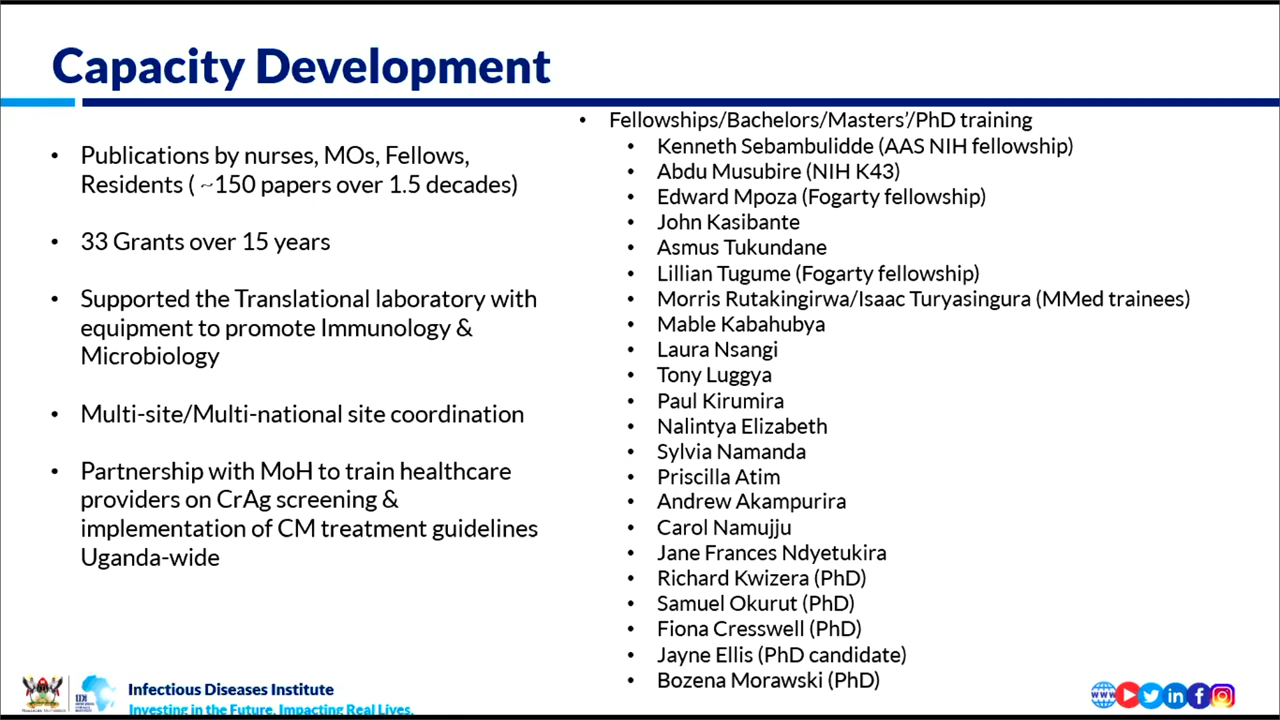 Capacity Development
• Publications by nurses, MOs, Fellows,
Residents ( ~150 papers over 1.5 decades)
• 33 Grants over 15 years
• Supported the Translational laboratory with
equipment to promote Immunology &
Microbiology
• Multi-site/Multi-national site coordination
• Partnership with MoH to train healthcare
providers on CrAg screening &
implementation of CM treatment guidelines
Uganda-wide
• Fellowships/Bachelors/Masters’/PhD training
• Kenneth Sebambulidde (AAS NIH fellowship)
• Abdu Musubire (NIH K43)
• Edward Mpoza (Fogarty fellowship)
• John Kasibante
• Asmus Tukundane
• Lillian Tugume (Fogarty fellowship)
• Morris Rutakingirwa/Isaac Turyasingura (MMed trainees)
• Mable Kabahubya
• Laura Nsangi
• Tony Luggya
• Paul Kirumira
• Nalintya Elizabeth
• Sylvia Namanda
• Priscilla Atim
• Andrew Akampurira
• Carol Namujju
• Jane Frances Ndyetukira
• Richard Kwizera (PhD)
• Samuel Okurut (PhD)
• Fiona Cresswell (PhD)
• Jayne Ellis (PhD candidate)
• Bozena Morawski (PhD)
IDI
Infectious Diseases Institute
Investing in the Future. Impacting Real Lives.